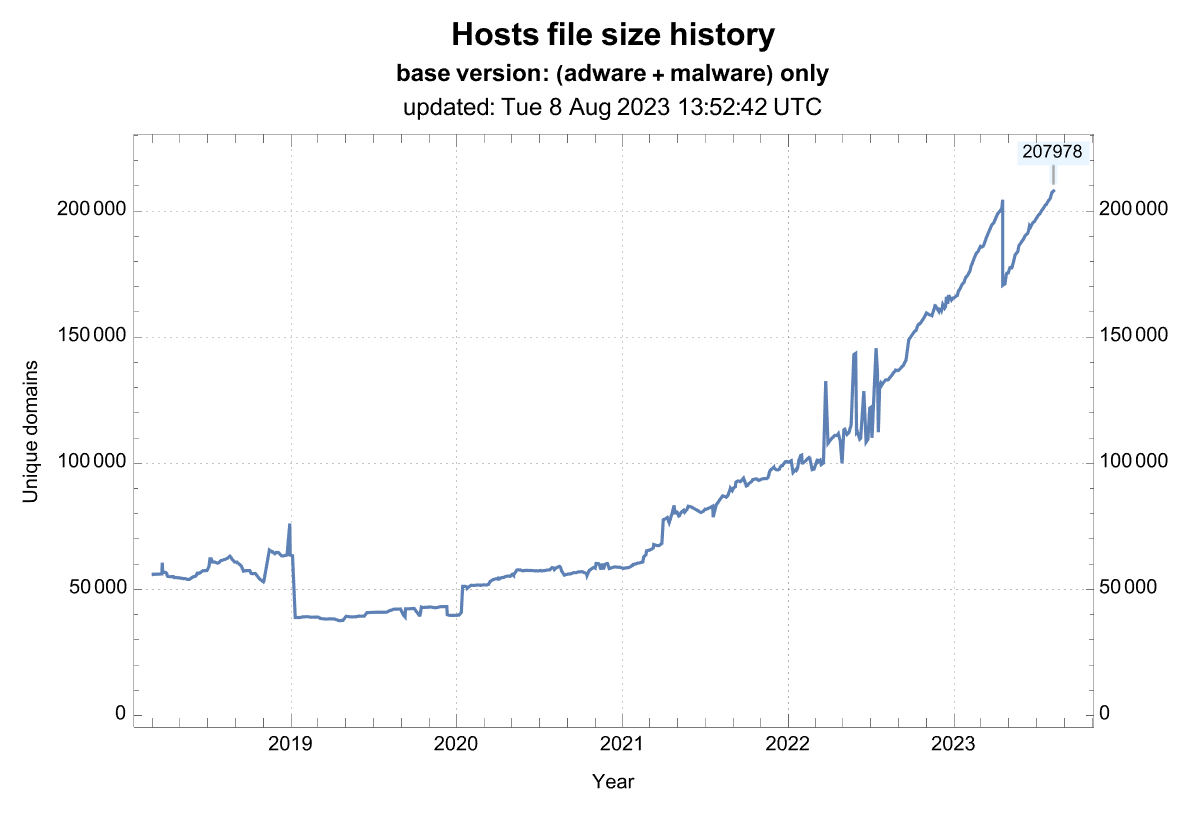 Hosts file size history
base version: (adware + malware) only
updated: Tue 8 Aug 2023 13:52:42 UTC
207978
200 000 200 000
150 000 150 000
100 000 100 000
50 000 50 000
0 0
Unique domains
2019 2020 2021 2022 2023
Year